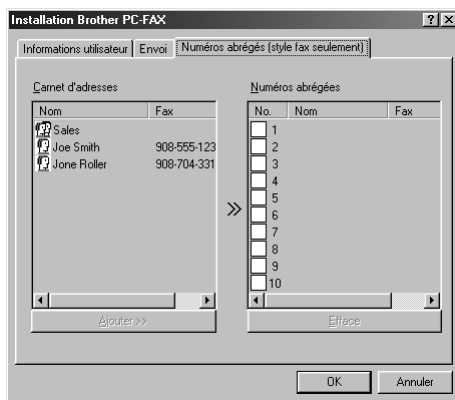 Installation Brother PC-FAX
Informations utilisateur Envoi Numéros abrégés (style fax seulement)
Carnet d'adresses
Nom Fax
Sales
Joe Smith 908-555-123
Jone Roller 908-704-331
Ajouter >>
Numéros abrégées
No. Nom Fax
1
2
3
4
5
6
7
8
9
10
Efface
OK Annuler